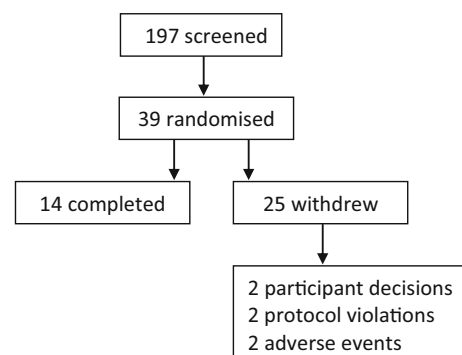 197 screened
39 randomised
14 completed
25 withdrew
2 participant decisions
2 protocol violations
2 adverse events